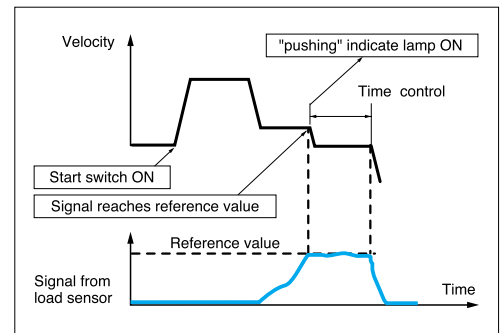 Velocity
"pushing" indicate lamp ON
Time control
Start switch ON
Signal reaches reference value
Reference value
Signal from
load sensor
Time